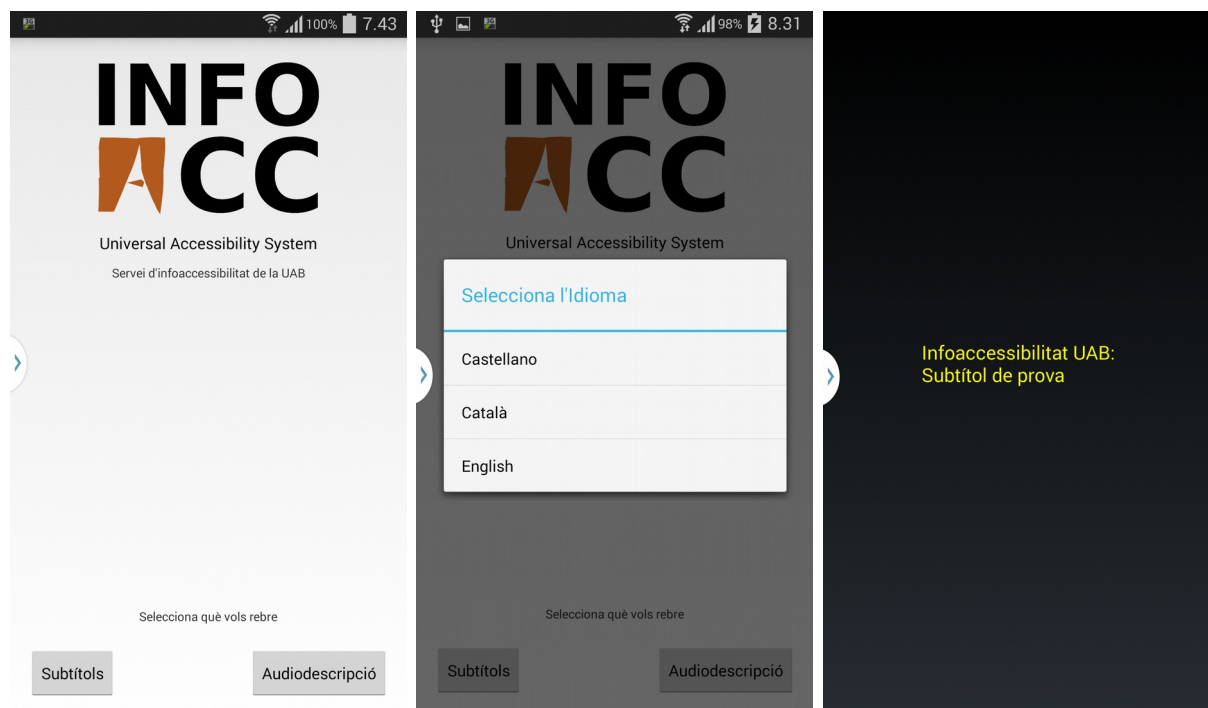 100% 7.43
INFO
ACC
Universal Accessibility System
Servei d'infoaccessibilitat de la UAB
Selecciona què vols rebre
Subtítols
Audiodescripció
98% 8.31
INFO
ACC
Universal Accessibility System
Selecciona l'Idioma
Castellano
Català
English
Selecciona què vols rebre
Subtítols
Audiodescripció
Infoaccessibilitat UAB:
Subtítol de prova